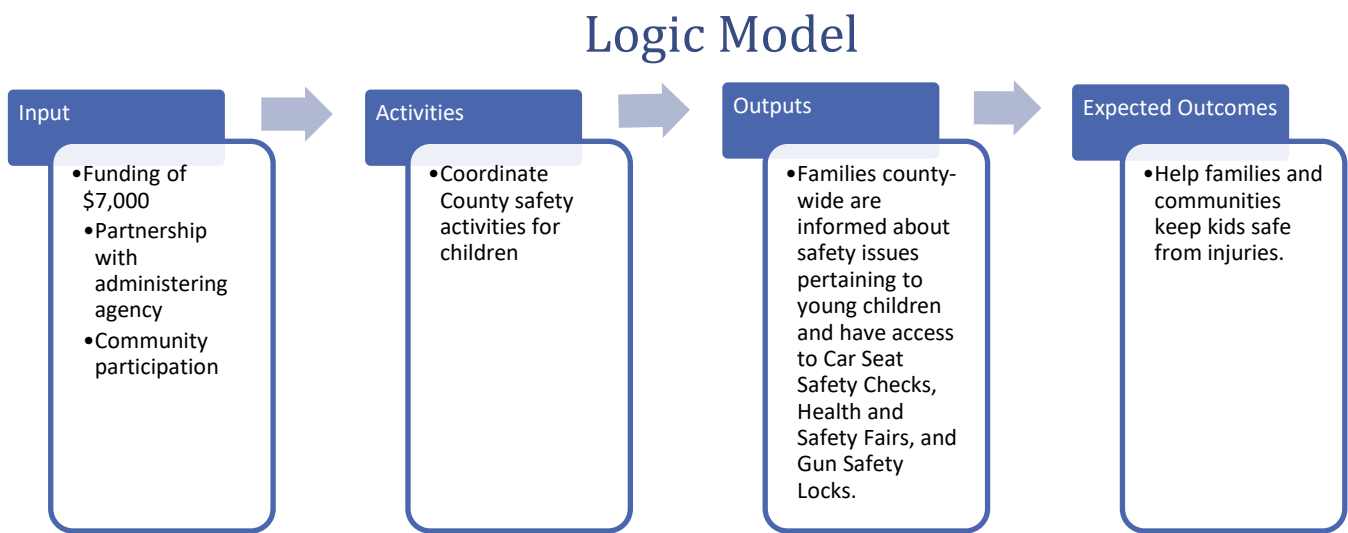 Logic Model
Input
•Funding of
$7,000
•Partnership
with
administering
agency
•Community
participation
Activities
•Coordinate
County safety
activities for
children
Outputs
•Families county-
wide are
informed about
safety issues
pertaining to
young children
and have access
to Car Seat
Safety Checks,
Health and
Safety Fairs, and
Gun Safety
Locks.
Expected Outcomes
•Help families and
communities
keep kids safe
from injuries.